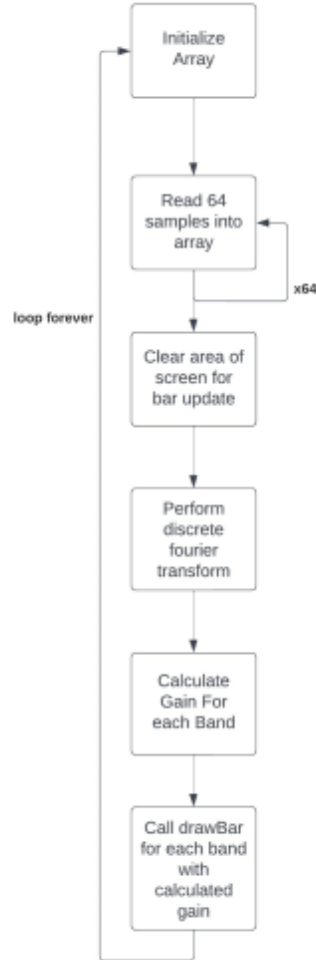 Initialize
Array
Read 64
samples into
array
x64
loop forever
Clear area of
screen for
bar update
Perform
discrete
fourier
transform
Calculate
Gain For
each Band
Call drawBar
for each band
with
calculated
gain